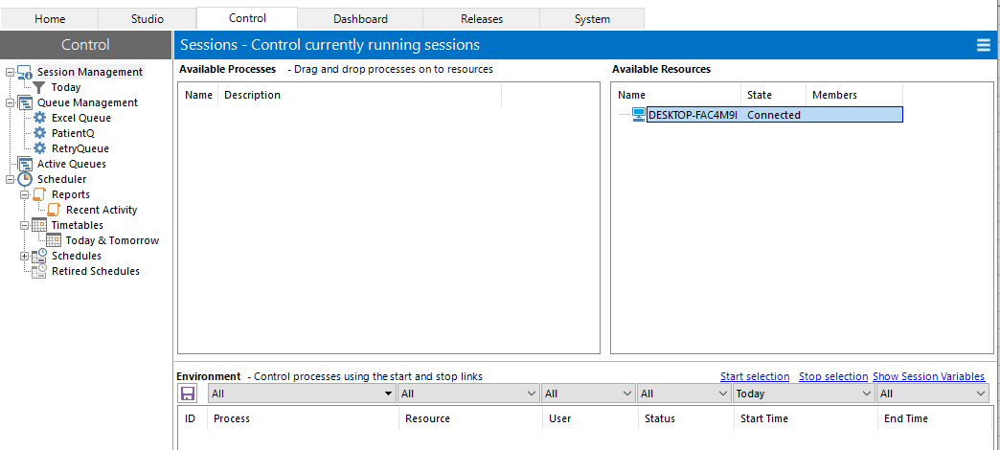 Home Studio Control Dashboard Releases System
Control
Session Management
Today
Queue Management
Excel Queue
PatientQ
RetryQueue
Active Queues
Scheduler
Reports
Recent Activity
Timetables
Today & Tomorrow
Schedules
Retired Schedules
Sessions - Control currently running sessions
Available Processes - Drag and drop processes on to resources
Name Description
Available Resources
Name State Members
DESKTOP-FAC4M9I Connected
Environment - Control processes using the start and stop links Start selection Stop selection Show Session Variables
All All All All Today All
ID Process Resource User Status Start Time End Time